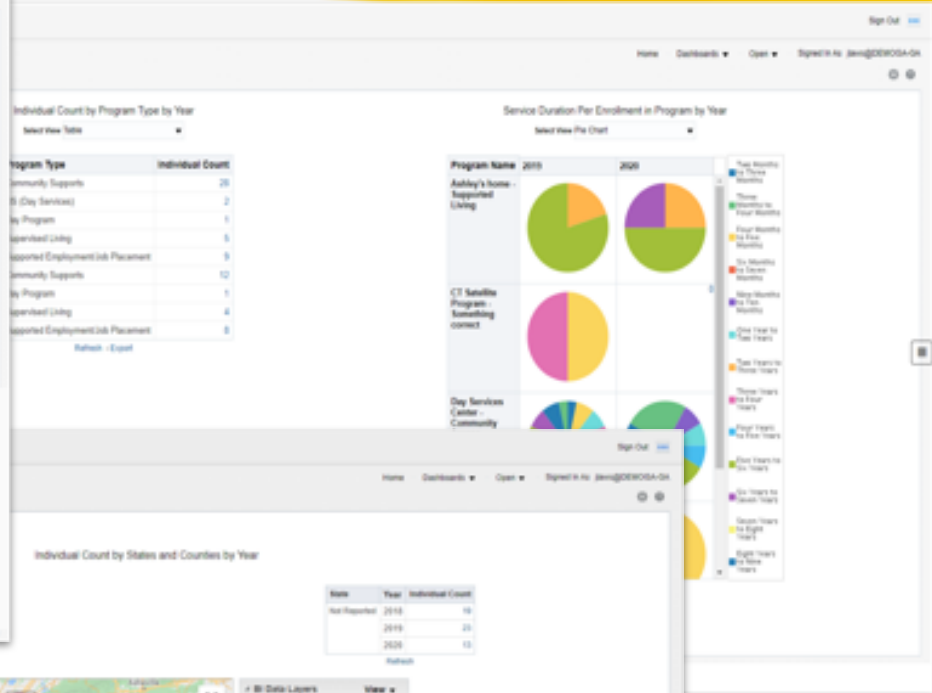 Sign Out
Home Dashboards Open Signed In As
Individual Count by Program Type by Year
Select View Table
Program Type Individual Count
Community Supports 28
(Day Services) 2
Day Program 1
Supervised Living 5
Supported Employment/Job Placement 9
Community Supports 12
Day Program 1
Supervised Living 4
Supported Employment/Job Placement 8
Refresh - Export
Service Duration Per Enrollment in Program by Year
Select View Pie Chart
Program Name 2019 2020
Ashley's home -
Supported
Living
CT Satellite
Program -
Something
correct
Day Services
Center -
Community
Two Months
to Three
Months
Three
Months to
Four Months
Four Months
to Five
Months
Six Months
to Seven
Months
Nine Months
to Ten
Months
One Year to
Two Years
Two Years to
Three Years
Three Years
to Four
Years
Four Years
to Five Years
Five Years to
Six Years
Six Years to
Seven Years
Seven Years
to Eight
Years
Eight Years
to Nine
Years
Sign Out
Home Dashboards Open Signed In As
Individual Count by States and Counties by Year
State Year Individual Count
Not Reported 2018
2019
2020 13
Refresh
BI Data Layers View